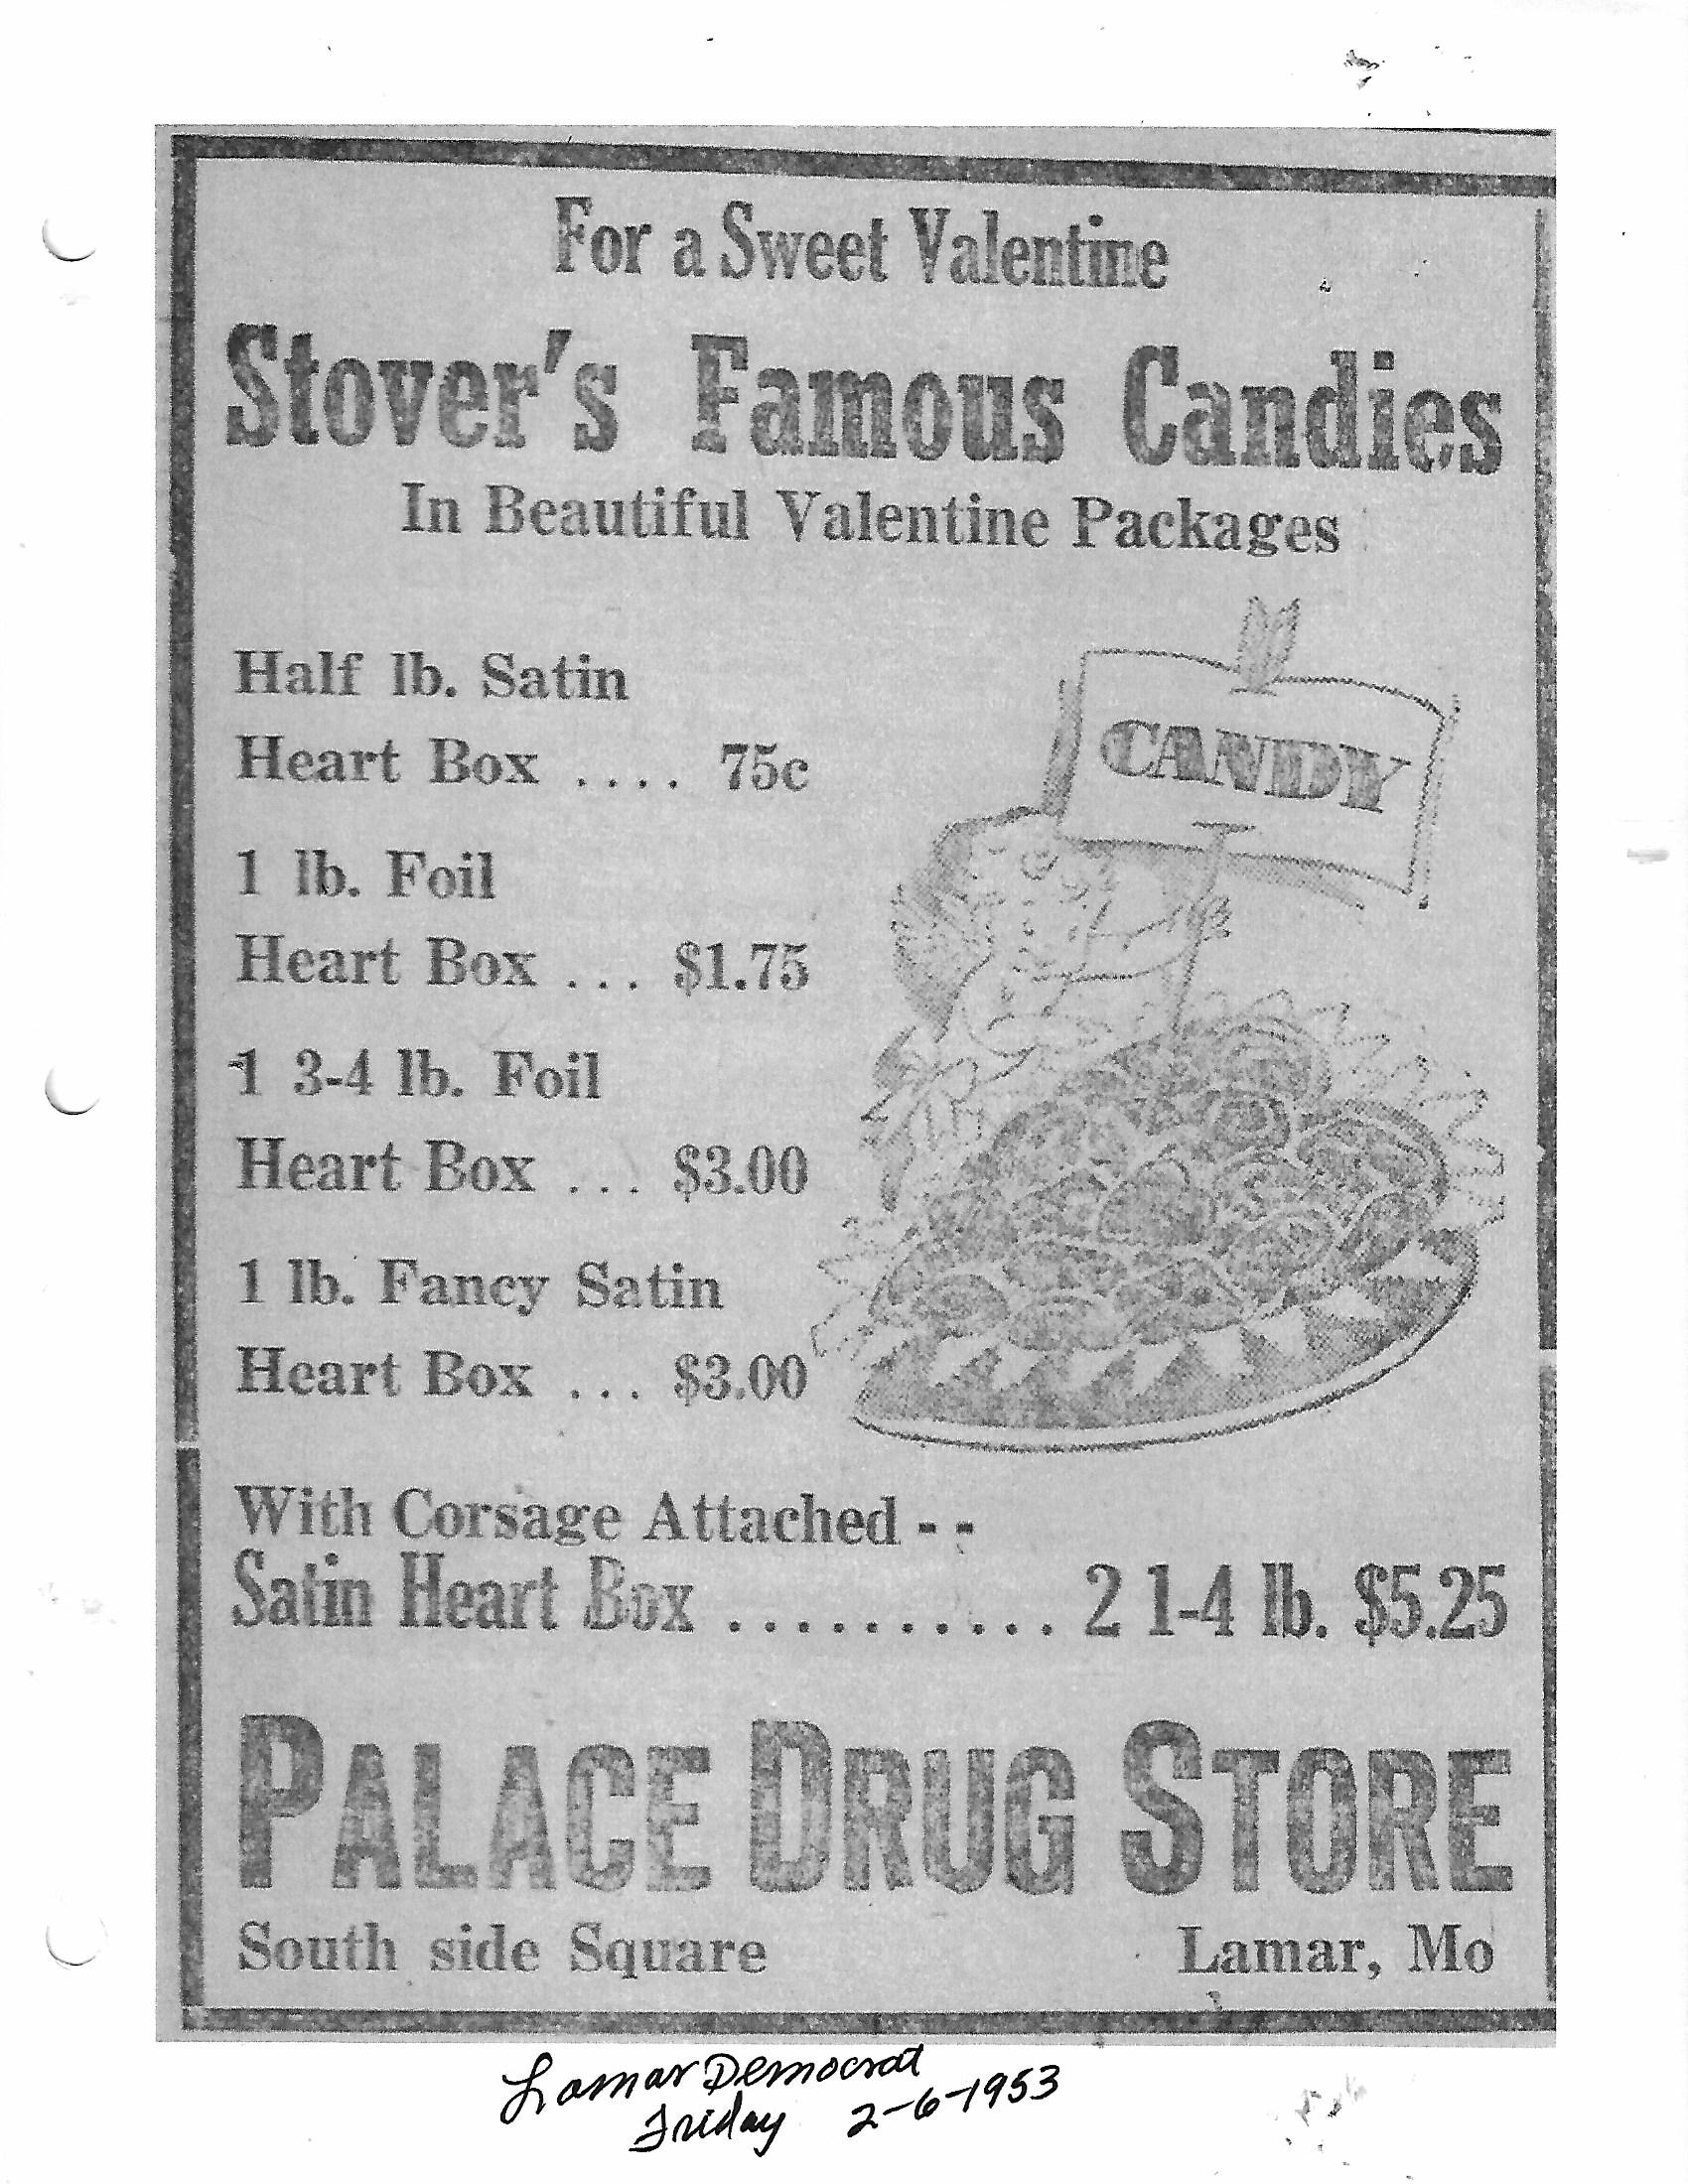 For a Sweet Valentine
Stover's Famous Candies
In Beautiful Valentine Packages
CANDY
Half lb. Satin
Heart Box .... 75c
1 lb. Foil
Heart Box ... $1.75
1 3-4 lb. Foil
Heart Box ... $3.00
1 lb. Fancy Satin
Heart Box ... $3.00
With Corsage Attached - -
Satin Heart Box .......... 2 1-4 lb. $5.25
PALACE DRUG STORE
South side Square Lamar, Mo
Lamar Democrat
Friday 2-6-1953